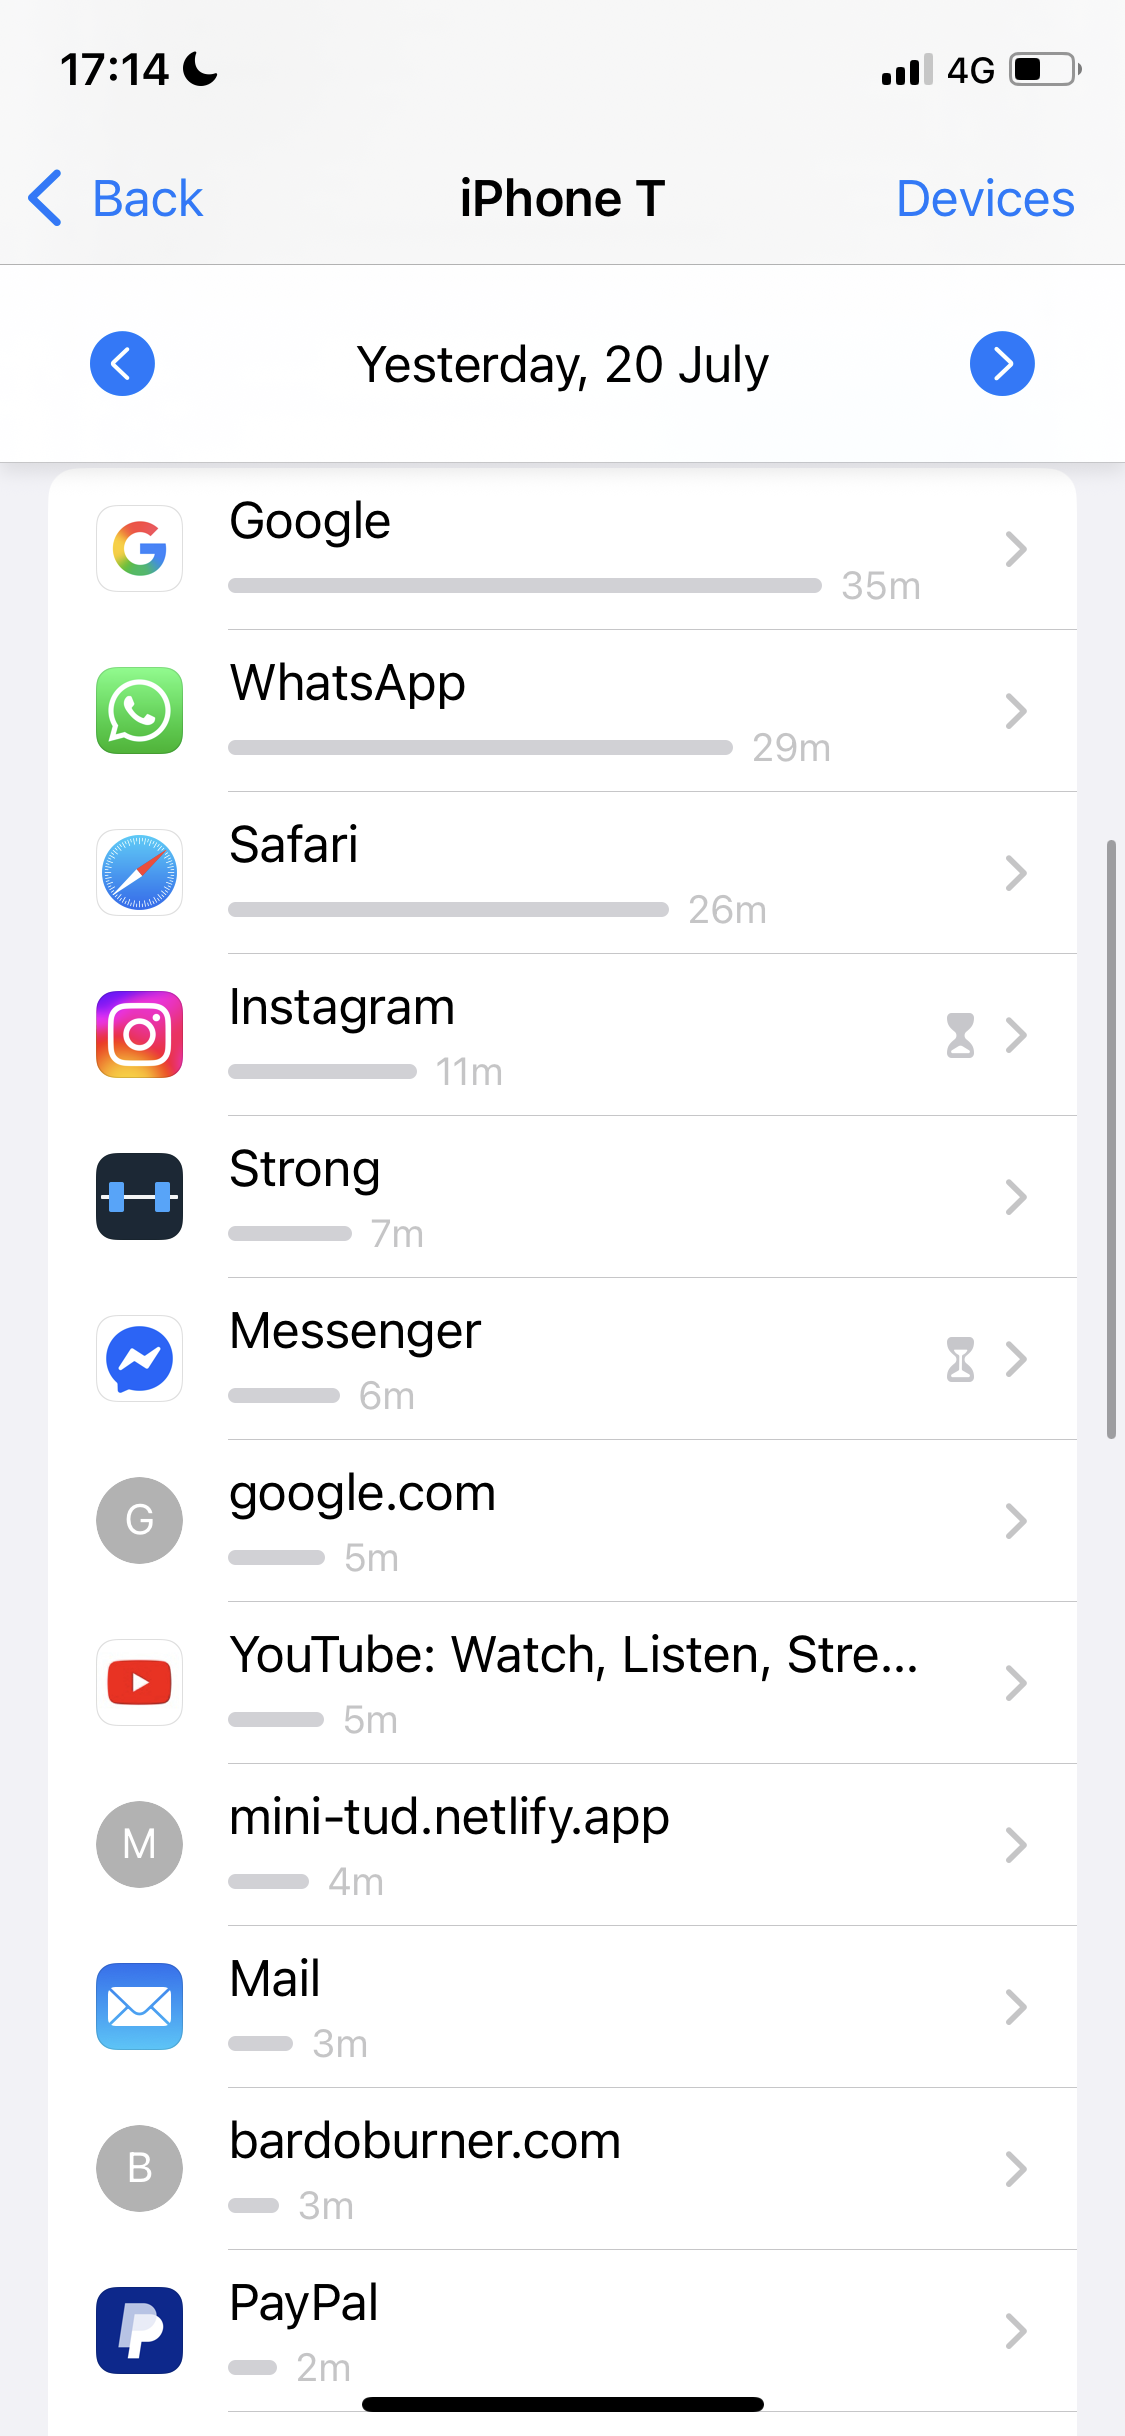 17:14
4G
Back
iPhone T
Devices
Yesterday, 20 July
Google
35m
WhatsApp
29m
Safari
26m
Instagram
11m
Strong
7m
Messenger
6m
G
google.com
5m
YouTube: Watch, Listen, Stre...
5m
M
mini-tud.netlify.app
4m
Mail
3m
B
bardoburner.com
3m
PayPal
2m